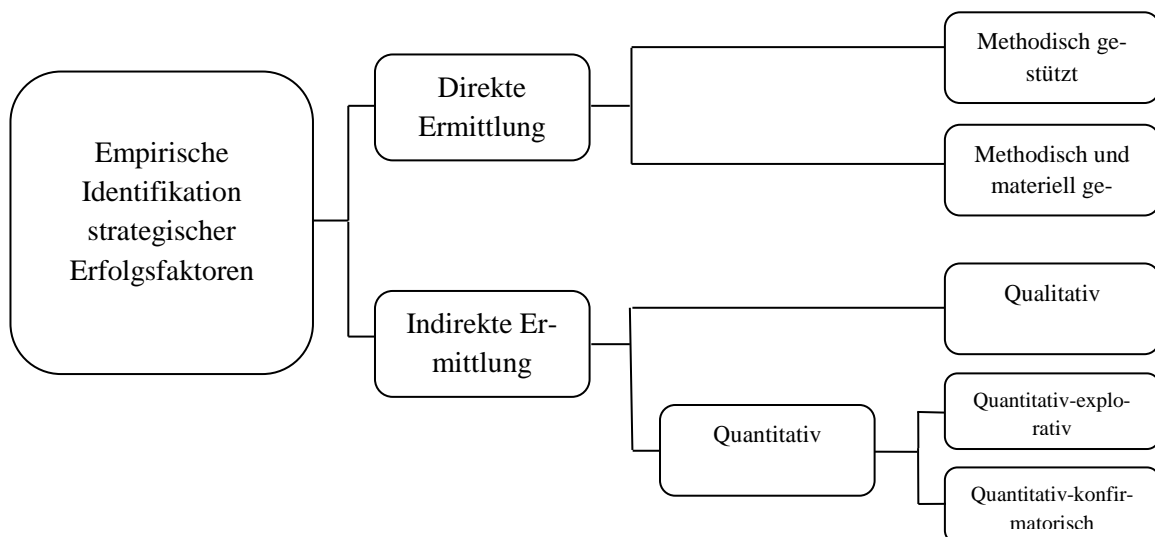 Empirische
Identifikation
strategischer
Erfolgsfaktoren
Direkte
Ermittlung
Methodisch ge-
stützt
Methodisch und
materiell ge-
Indirekte Er-
mittlung
Qualitativ
Quantitativ
Quantitativ-explo-
rativ
Quantitativ-konfir-
matorisch